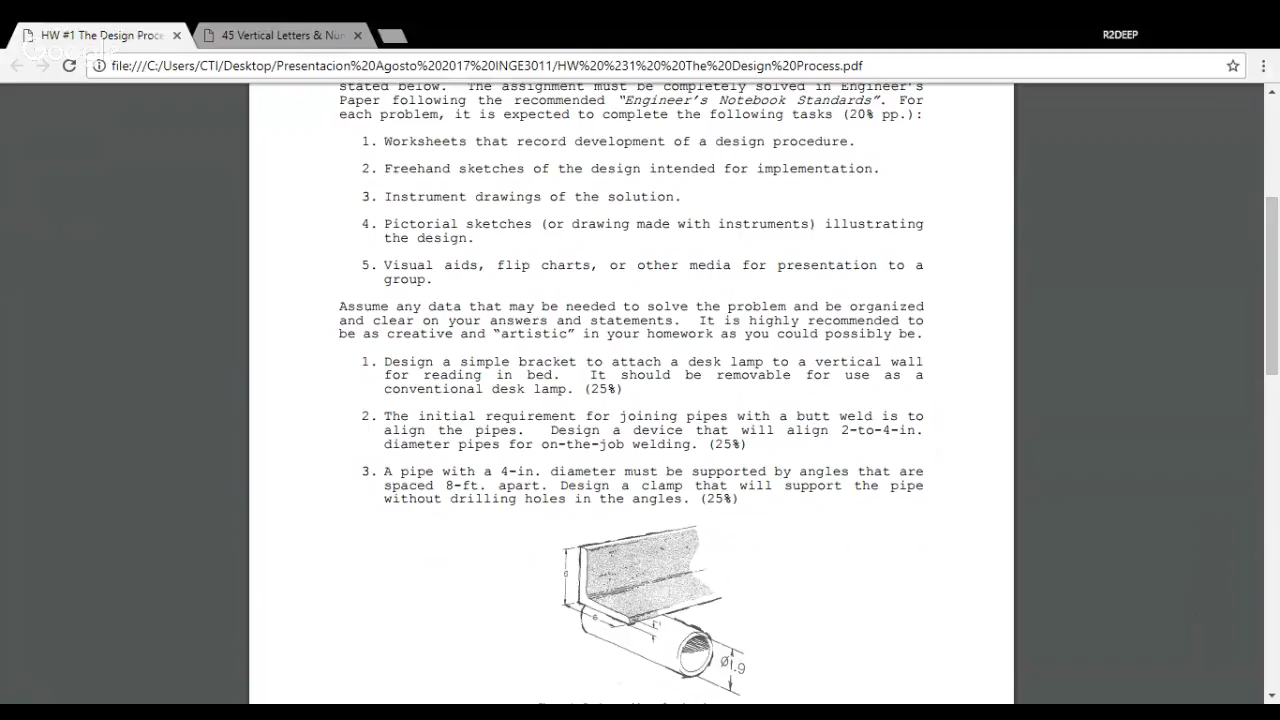 HW #1 The Design Proce
45 Vertical Letters & Nun
R2DEEP
file:///C:/Users/CTI/Desktop/Presentacion%20Agosto%202017%20INGE3011/HW%20%231%20%20The%20Design%20Process.pdf
stated below. The assignment must be completely solved in Engineer's
Paper following the recommended "Engineer's Notebook Standards". For
each problem, it is expected to complete the following tasks (20% pp.):
1. Worksheets that record development of a design procedure.
2. Freehand sketches of the design intended for implementation.
3. Instrument drawings of the solution.
4. Pictorial sketches (or drawing made with instruments) illustrating
the design.
5. Visual aids, flip charts, or other media for presentation to a
group.
Assume any data that may be needed to solve the problem and be organized
and clear on your answers and statements. It is highly recommended to
be as creative and "artistic" in your homework as you could possibly be.
1. Design a simple bracket to attach a desk lamp to a vertical wall
for reading in bed. It should be removable for use as a
conventional desk lamp. (25%)
2. The initial requirement for joining pipes with a butt weld is to
align the pipes. Design a device that will align 2-to-4-in.
diameter pipes for on-the-job welding. (25%)
3. A pipe with a 4-in. diameter must be supported by angles that are
spaced 8-ft. apart. Design a clamp that will support the pipe
without drilling holes in the angles. (25%)
6
6
Ø1.9